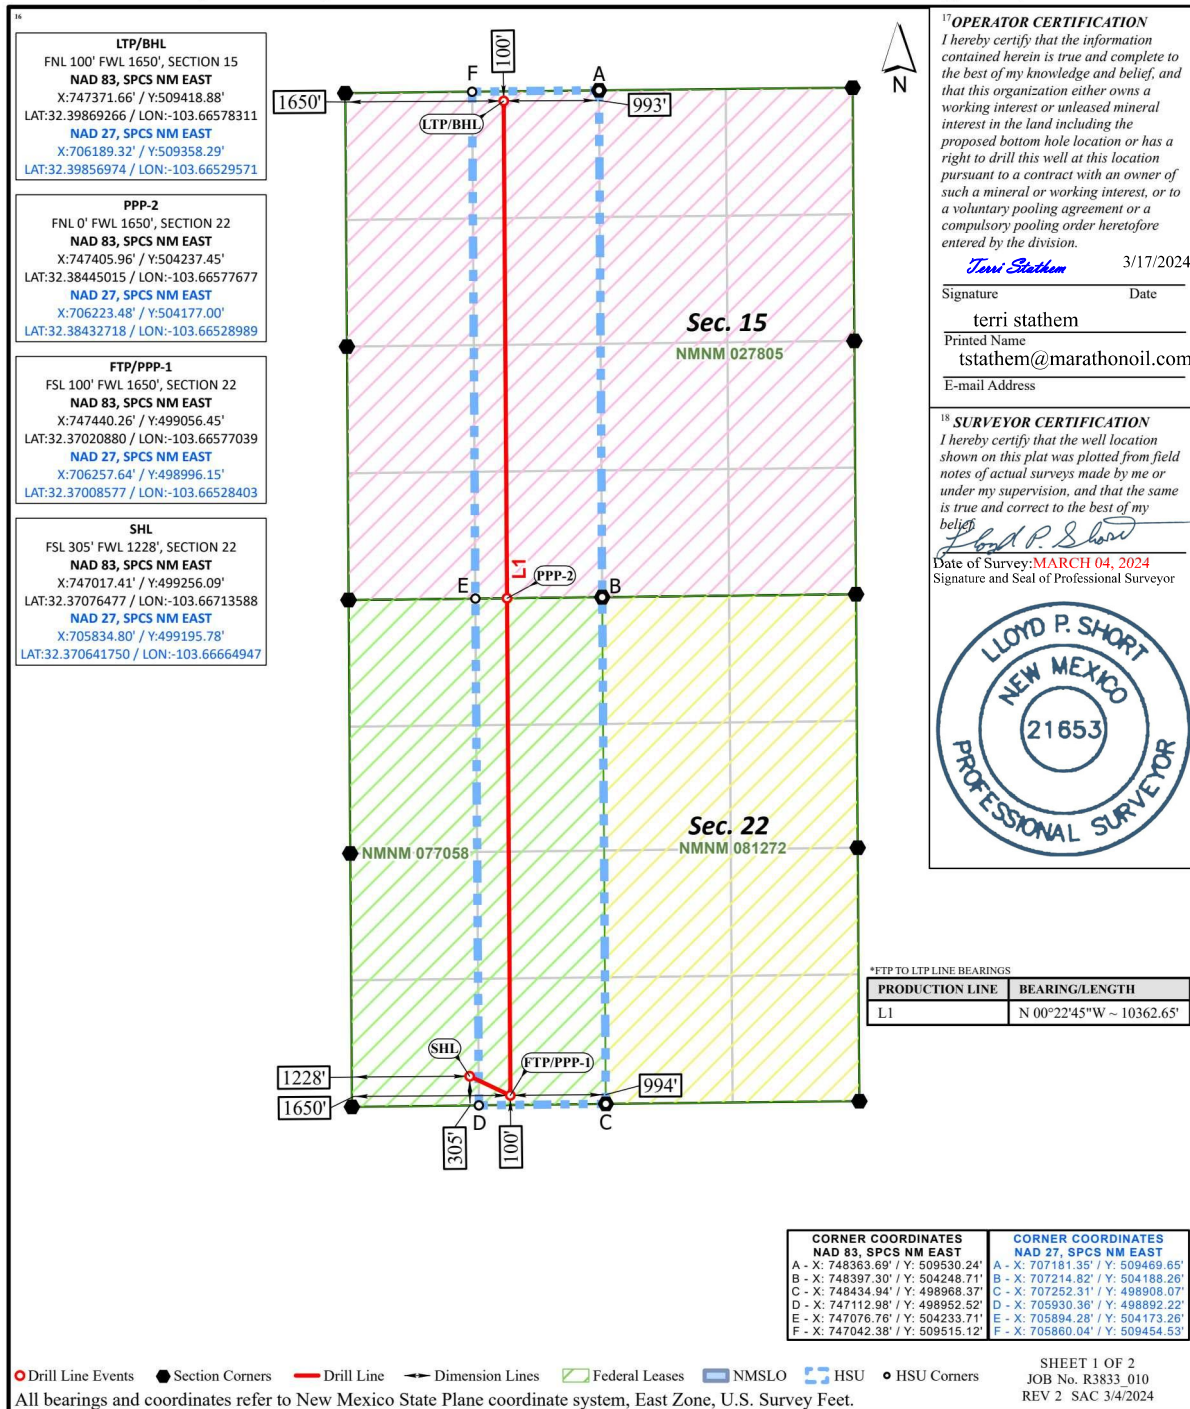 16
LTP/BHL
FNL 100' FWL 1650', SECTION 15
NAD 83, SPCS NM EAST
X:747371.66' / Y:509418.88'
LAT:32.39869266 / LON:-103.66578311
NAD 27, SPCS NM EAST
X:706189.32' / Y:509358.29'
LAT:32.39856974 / LON:-103.66529571
PPP-2
FNL 0' FWL 1650', SECTION 22
NAD 83, SPCS NM EAST
X:747405.96' / Y:504237.45'
LAT:32.38445015 / LON:-103.66577677
NAD 27, SPCS NM EAST
X:706223.48' / Y:504177.00'
LAT:32.38432718 / LON:-103.66528989
FTP/PPP-1
FSL 100' FWL 1650', SECTION 22
NAD 83, SPCS NM EAST
X:747440.26' / Y:499056.45'
LAT:32.37020880 / LON:-103.66577039
NAD 27, SPCS NM EAST
X:706257.64' / Y:498996.15'
LAT:32.37008577 / LON:-103.66528403
SHL
FSL 305' FWL 1228', SECTION 22
NAD 83, SPCS NM EAST
X:747017.41' / Y:499256.09'
LAT:32.37076477 / LON:-103.66713588
NAD 27, SPCS NM EAST
X:705834.80' / Y:499195.78'
LAT:32.370641750 / LON:-103.66664947
100'
F
A
N
1650'
993'
LTP/BHL
Sec. 15
NMNM 027805
L1
E
PPP-2
B
Sec. 22
NMNM 077058
NMNM 081272
SHL
FTP/PPP-1
1228'
994'
1650'
D
C
305'
100'
17 OPERATOR CERTIFICATION
I hereby certify that the information
contained herein is true and complete to
the best of my knowledge and belief, and
that this organization either owns a
working interest or unleased mineral
interest in the land including the
proposed bottom hole location or has a
right to drill this well at this location
pursuant to a contract with an owner of
such a mineral or working interest, or to
a voluntary pooling agreement or a
compulsory pooling order heretofore
entered by the division.
Terri Stathem 3/17/2024
Signature Date
terri stathem
Printed Name
tstathem@marathonoil.com
E-mail Address
18 SURVEYOR CERTIFICATION
I hereby certify that the well location
shown on this plat was plotted from field
notes of actual surveys made by me or
under my supervision, and that the same
is true and correct to the best of my
belief.
Lloyd P. Short
Date of Survey:MARCH 04, 2024
Signature and Seal of Professional Surveyor
LLOYD P. SHORT
NEW MEXICO
21653
PROFESSIONAL SURVEYOR
*FTP TO LTP LINE BEARINGS
PRODUCTION LINE BEARING/LENGTH
L1 N 00°22'45"W ~ 10362.65'
CORNER COORDINATES
NAD 83, SPCS NM EAST
A - X: 748363.69' / Y: 509530.24'
B - X: 748397.30' / Y: 504248.71'
C - X: 748434.94' / Y: 498968.37'
D - X: 747112.98' / Y: 498952.52'
E - X: 747076.76' / Y: 504233.71'
F - X: 747042.38' / Y: 509515.12'
CORNER COORDINATES
NAD 27, SPCS NM EAST
A - X: 707181.35' / Y: 509469.65'
B - X: 707214.82' / Y: 504188.26'
C - X: 707252.31' / Y: 498908.07'
D - X: 705930.36' / Y: 498892.22'
E - X: 705894.28' / Y: 504173.26'
F - X: 705860.04' / Y: 509454.53'
Drill Line Events Section Corners Drill Line Dimension Lines Federal Leases NMSLO HSU HSU Corners
All bearings and coordinates refer to New Mexico State Plane coordinate system, East Zone, U.S. Survey Feet.
SHEET 1 OF 2
JOB No. R3833_010
REV 2 SAC 3/4/2024